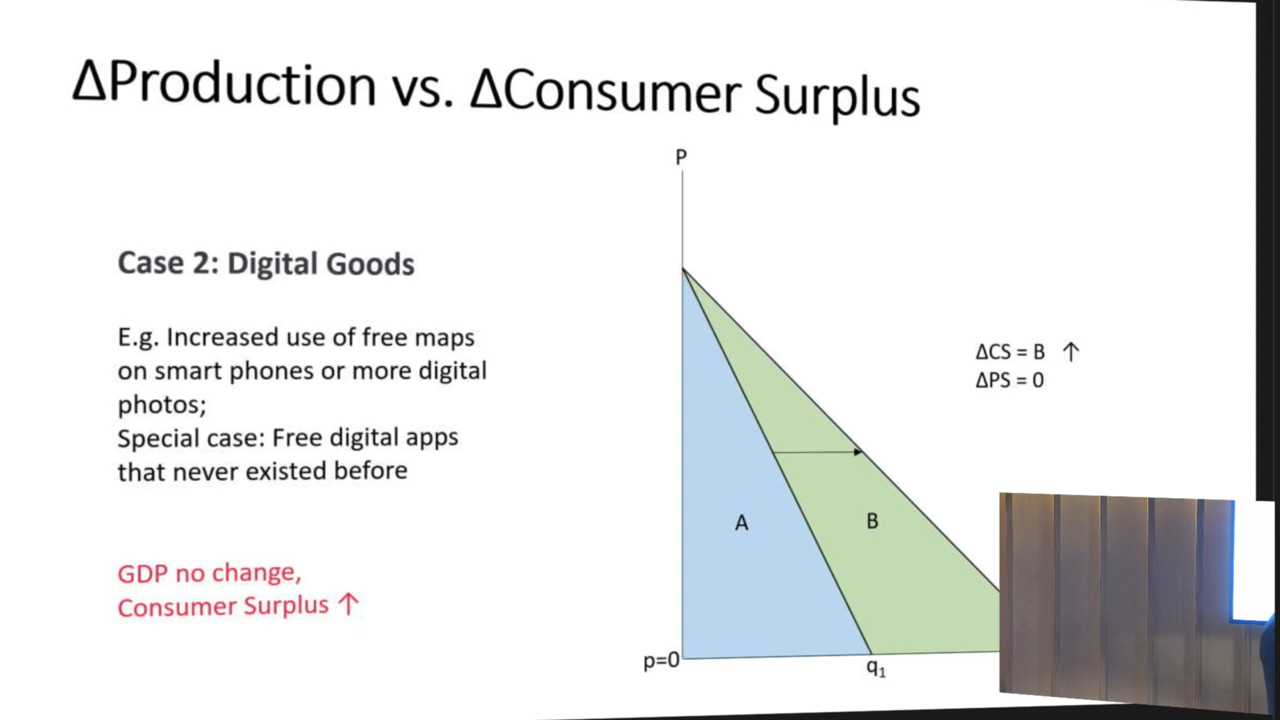 ΔProduction vs. ΔConsumer Surplus
P
Case 2: Digital Goods
E.g. Increased use of free maps
on smart phones or more digital
photos;
Special case: Free digital apps
that never existed before
ΔCS = B ↑
ΔPS = 0
A
B
GDP no change,
Consumer Surplus ↑
p=0
q₁